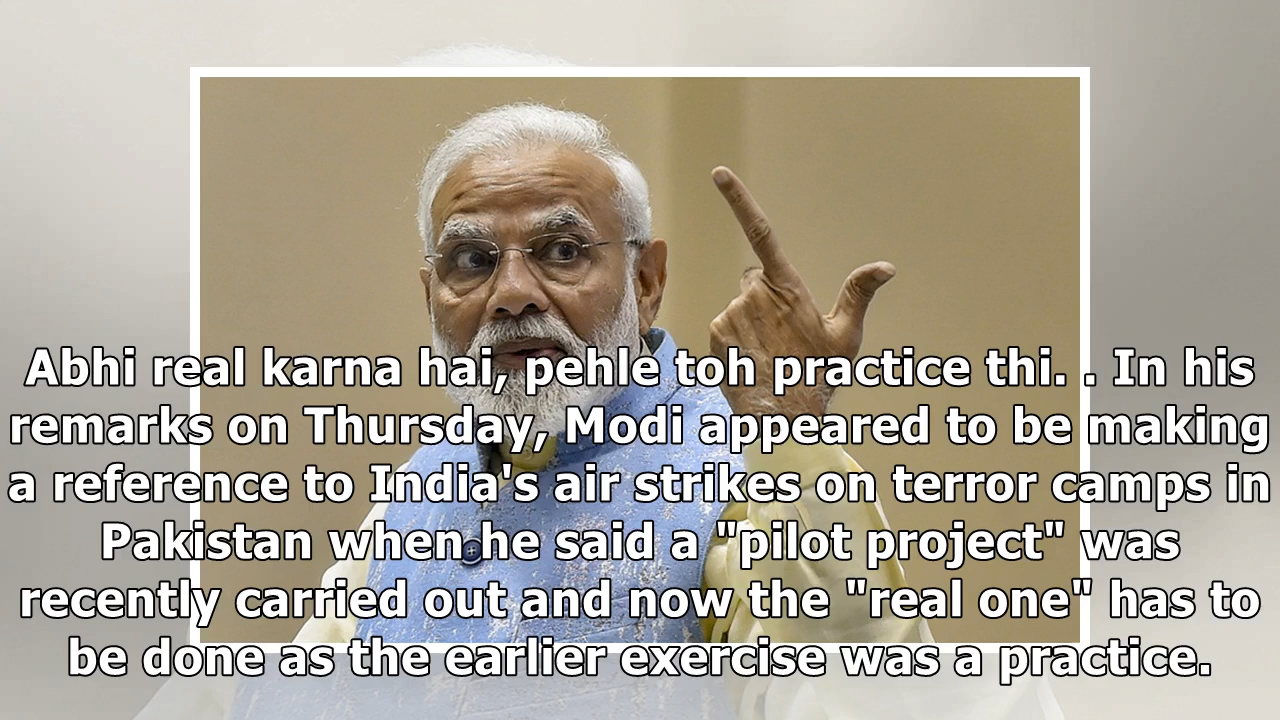 Abhi real karna hai, pehle toh practice thi. . In his
remarks on Thursday, Modi appeared to be making
a reference to India's air strikes on terror camps in
Pakistan when he said a "pilot project" was
recently carried out and now the "real one" has to
be done as the earlier exercise was a practice.